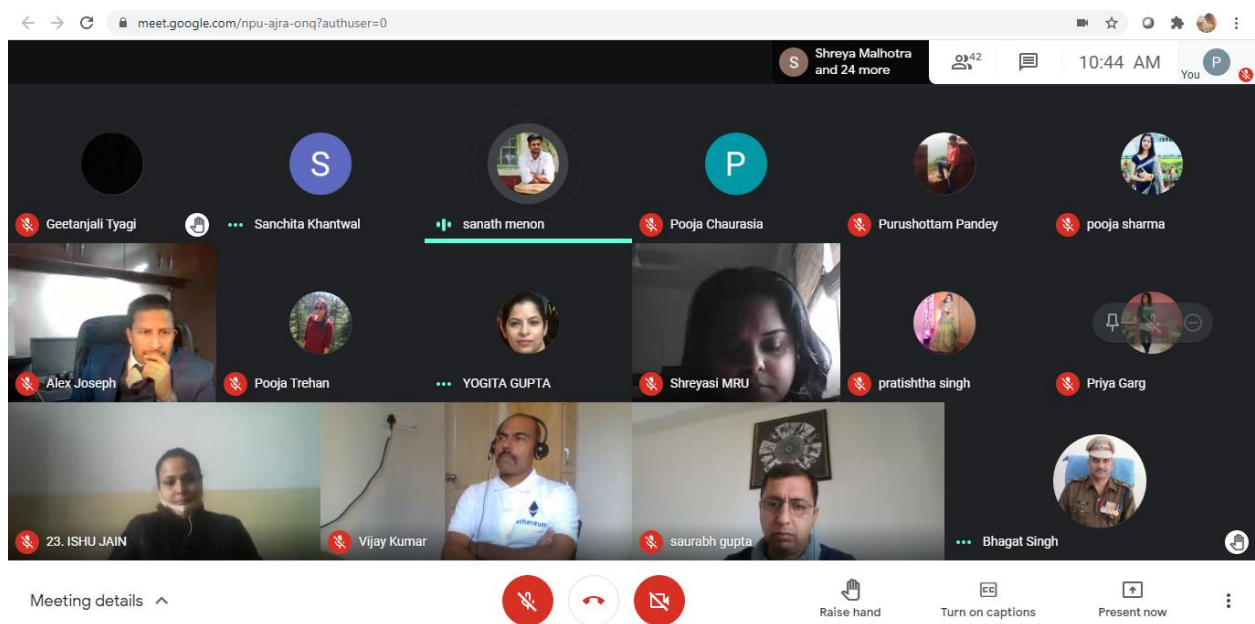 meet.google.com/npu-ajra-onq?authuser=0
S
Shreya Malhotra
and 24 more
42
10:44 AM
You
P
S
P
Geetanjali Tyagi
Sanchita Khantwal
sanath menon
Pooja Chaurasia
Purushottam Pandey
pooja sharma
Alex Joseph
Pooja Trehan
YOGITA GUPTA
Shreyasi MRU
pratishtha singh
Priya Garg
ethereum
23. ISHU JAIN
Vijay Kumar
saurabh gupta
Bhagat Singh
Meeting details
Raise hand
CC
Turn on captions
Present now